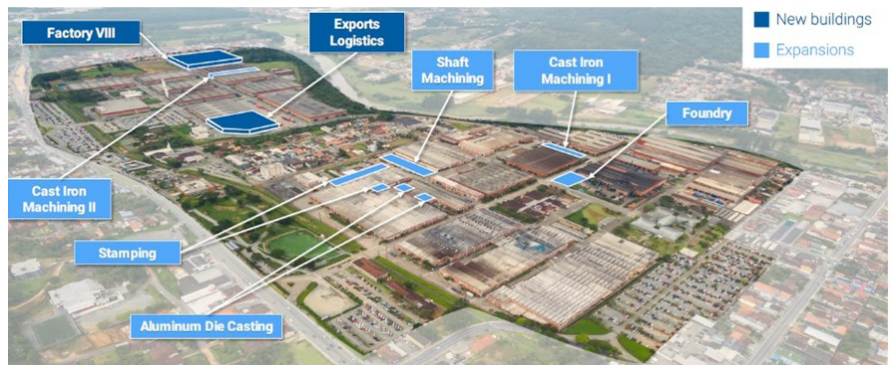 New buildings
Expansions
Factory VIII
Exports
Logistics
Shaft
Machining
Cast Iron
Machining I
Foundry
Cast Iron
Machining II
Stamping
Aluminum Die Casting